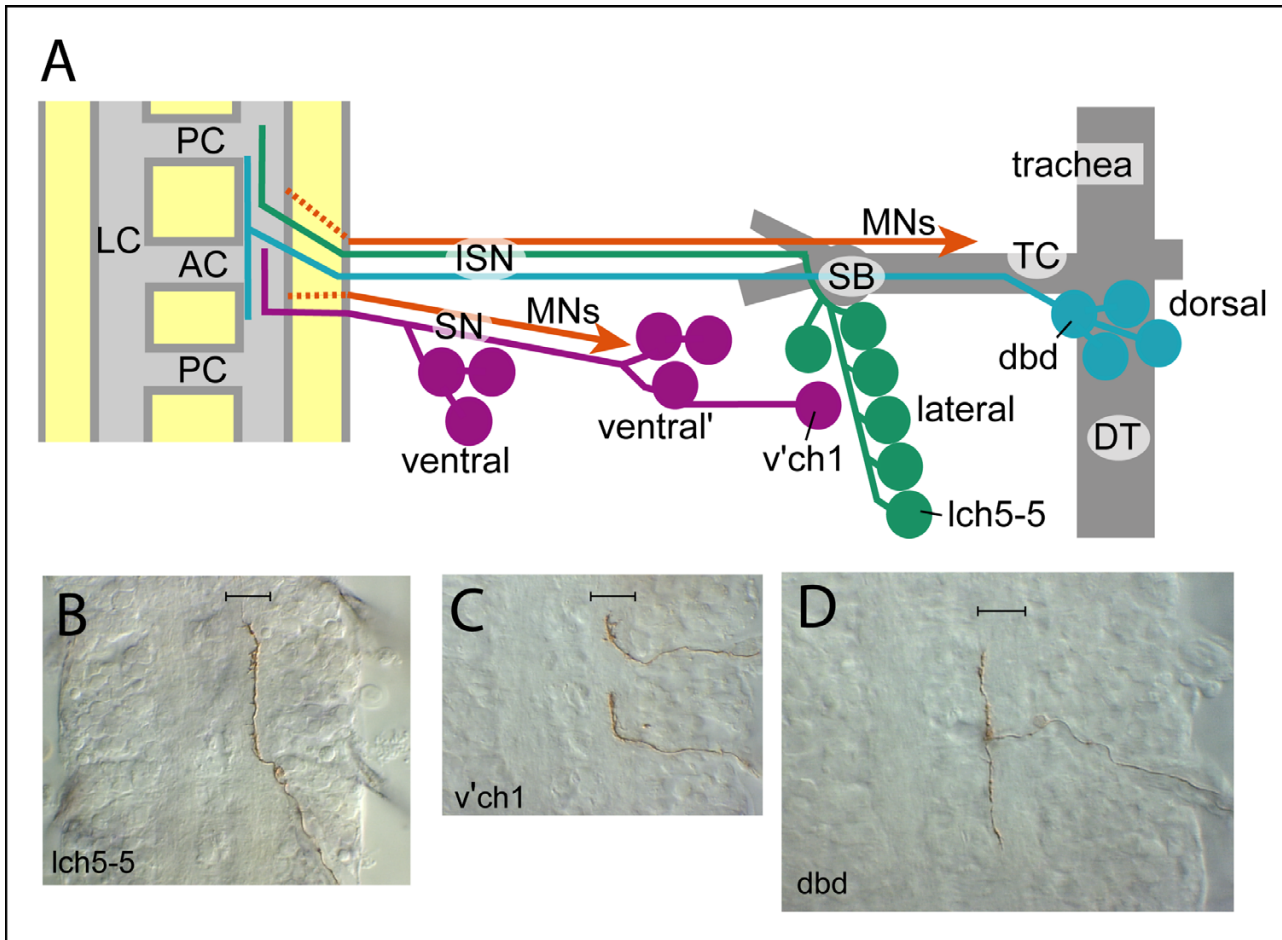 A
PC
trachea
LC
MNs
ISN
TC
AC
SB
dorsal
SN
MNs
dbd
PC
lateral
ventral'
v'ch1
DT
ventral
lch5-5
B
C
D
lch5-5
v'ch1
dbd